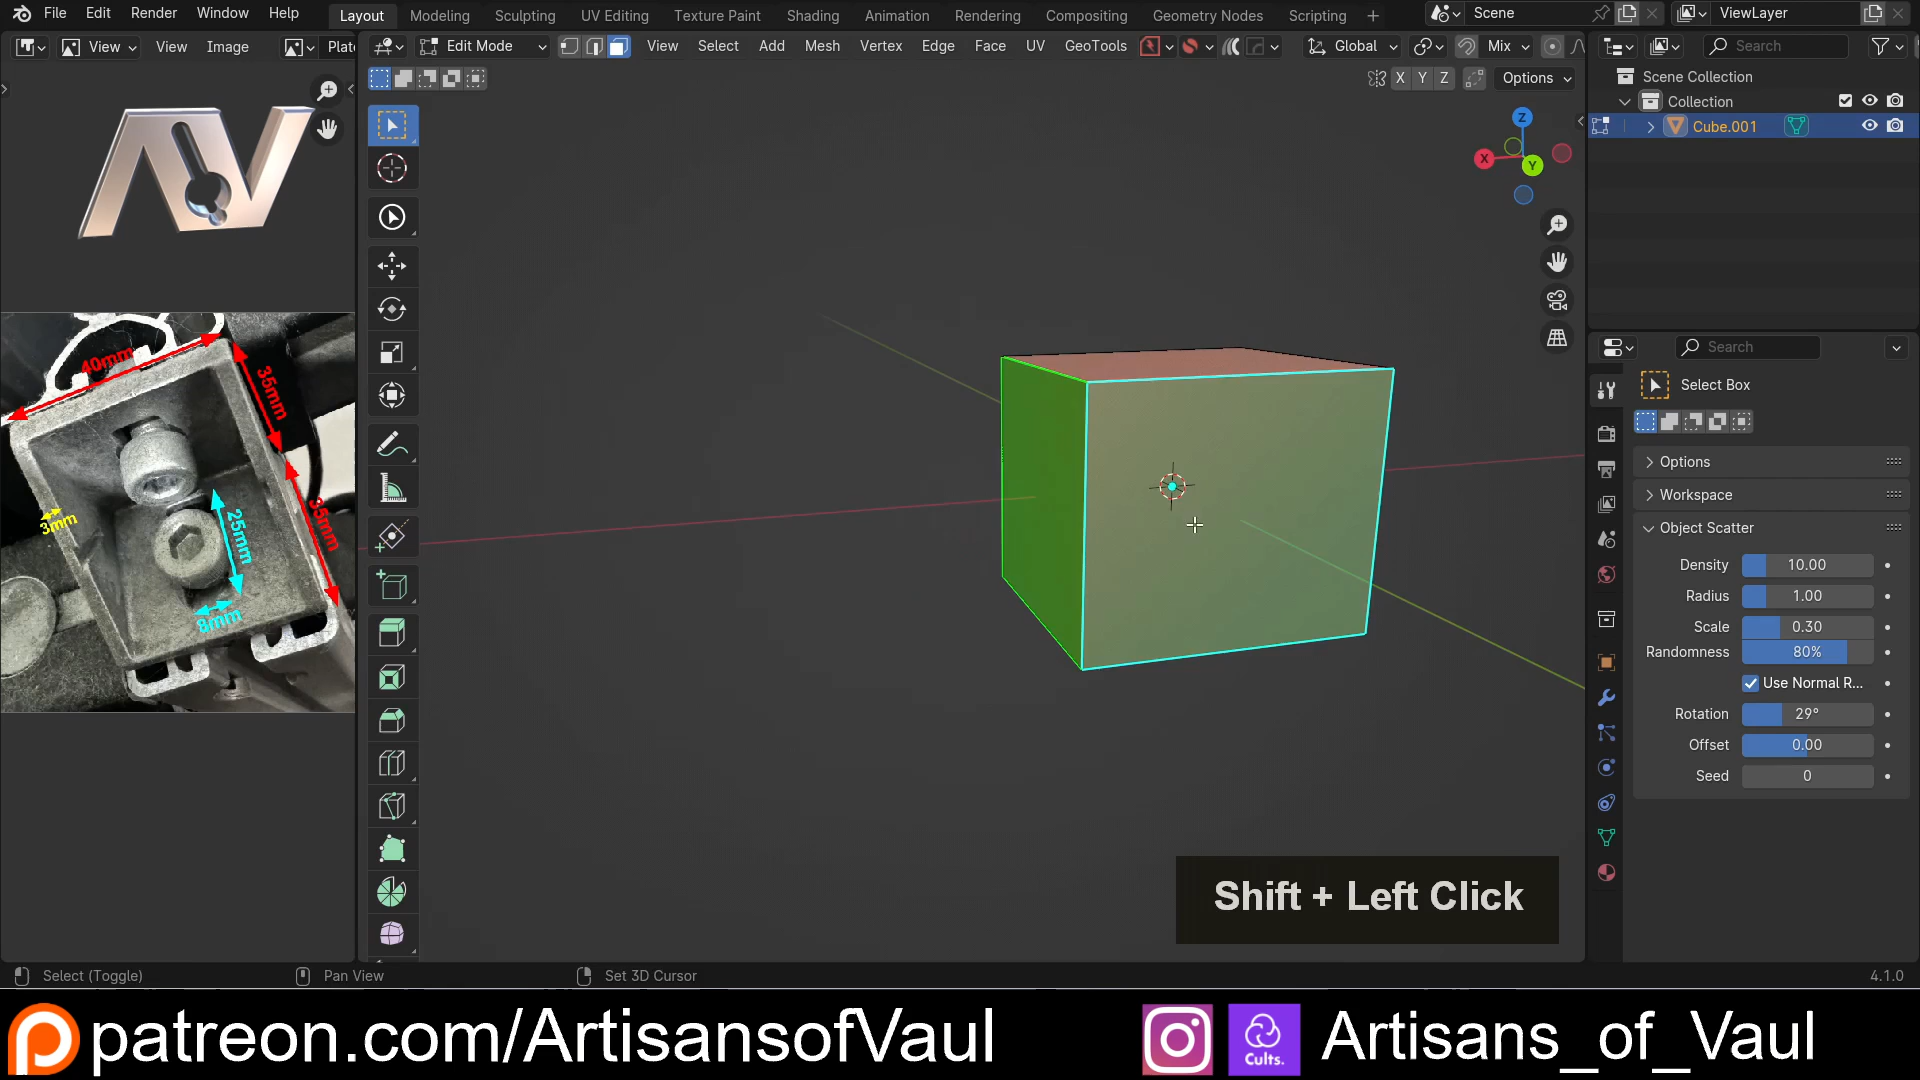 File Edit Render Window Help Layout Modeling Sculpting UV Editing Texture Paint Shading Animation Rendering Compositing Geometry Nodes Scripting + Scene ViewLayer
View View Image Plat Edit Mode View Select Add Mesh Vertex Edge Face UV GeoTools Global Mix Search
X Y Z Options
Scene Collection
Collection
Cube.001
Z
X
Y
40mm
35mm
35mm
25mm
3mm
8mm
Search
Select Box
Options
Workspace
Object Scatter
Density 10.00
Radius 1.00
Scale 0.30
Randomness 80%
Use Normal R...
Rotation 29°
Offset 0.00
Seed 0
Shift + Left Click
Select (Toggle) Pan View Set 3D Cursor 4.1.0
patreon.com/ArtisansofVaul Cults. Artisans_of_Vaul